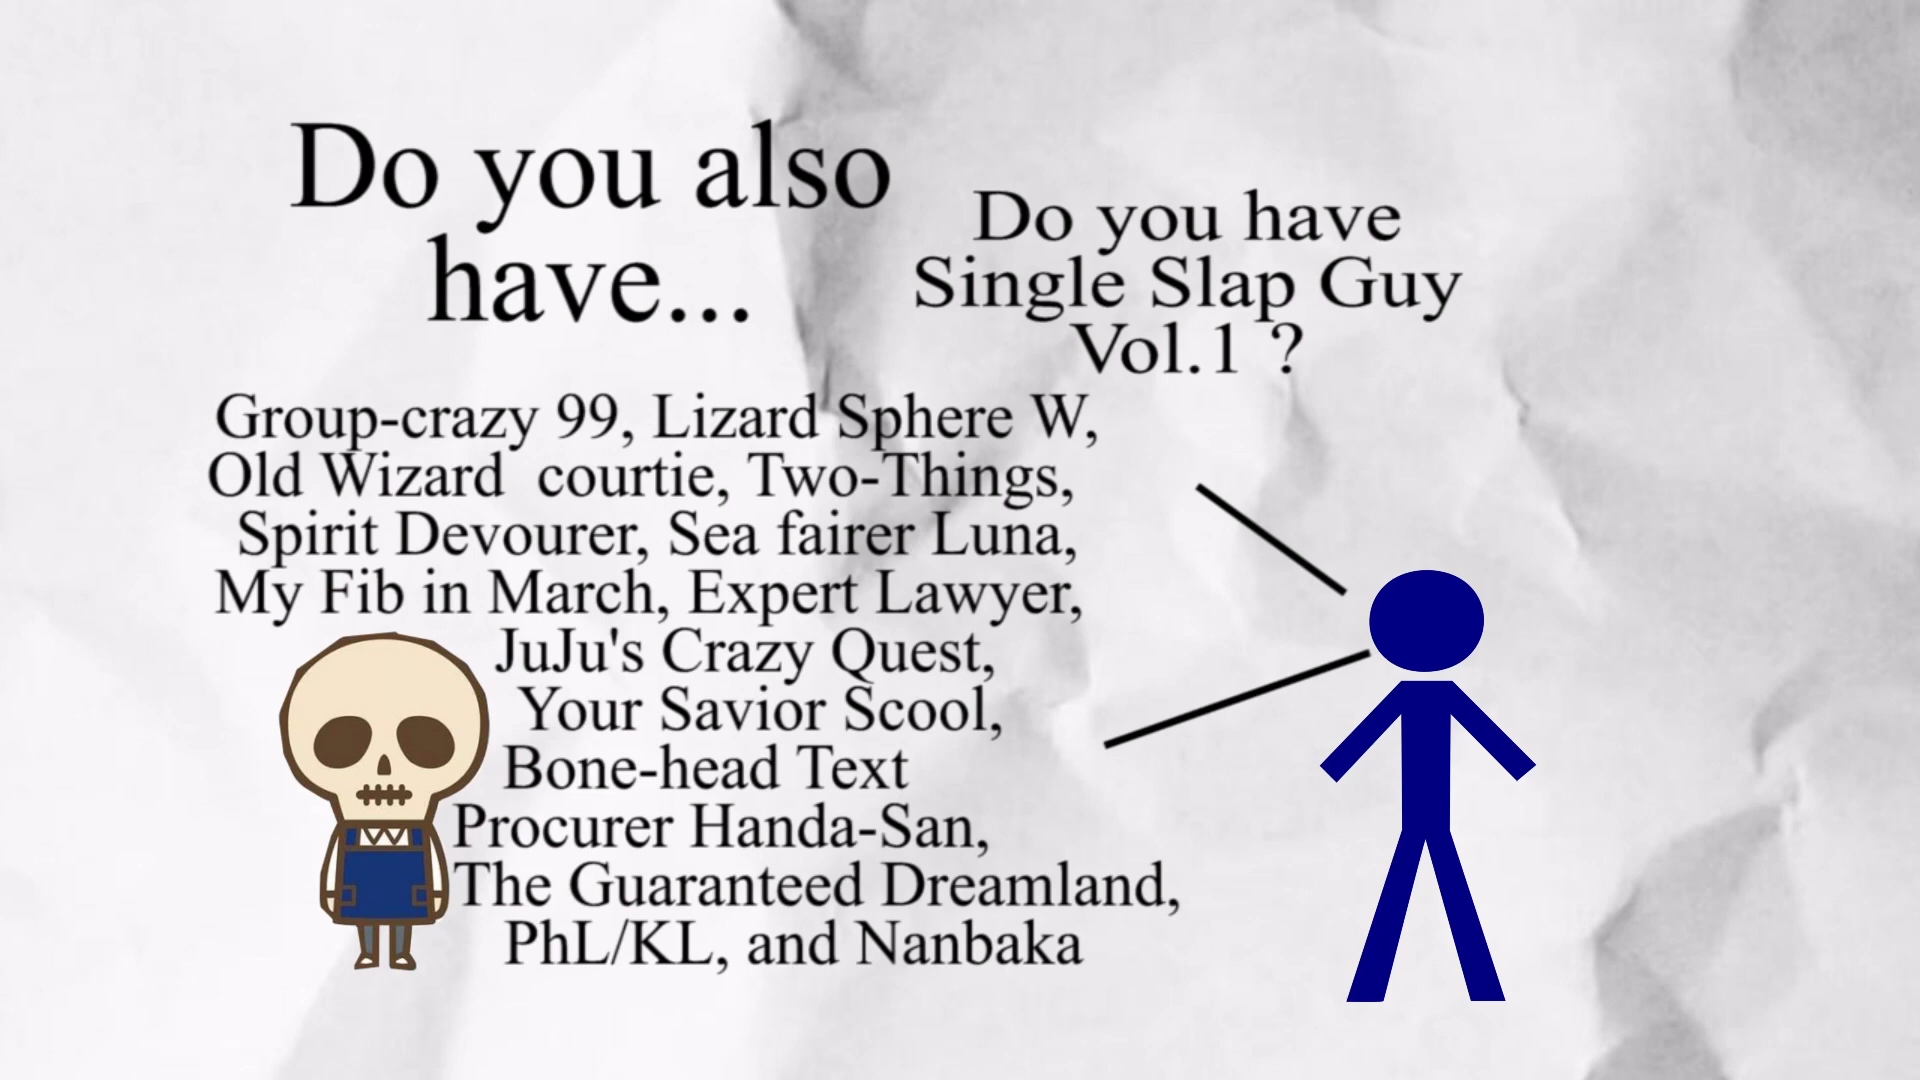 Do you also
have...
Do you have
Single Slap Guy
Vol.1 ?
Group-crazy 99, Lizard Sphere W,
Old Wizard courtie, Two-Things,
Spirit Devourer, Sea fairer Luna,
My Fib in March, Expert Lawyer,
JuJu's Crazy Quest,
Your Savior Scool,
Bone-head Text
Procurer Handa-San,
The Guaranteed Dreamland,
PhL/KL, and Nanbaka